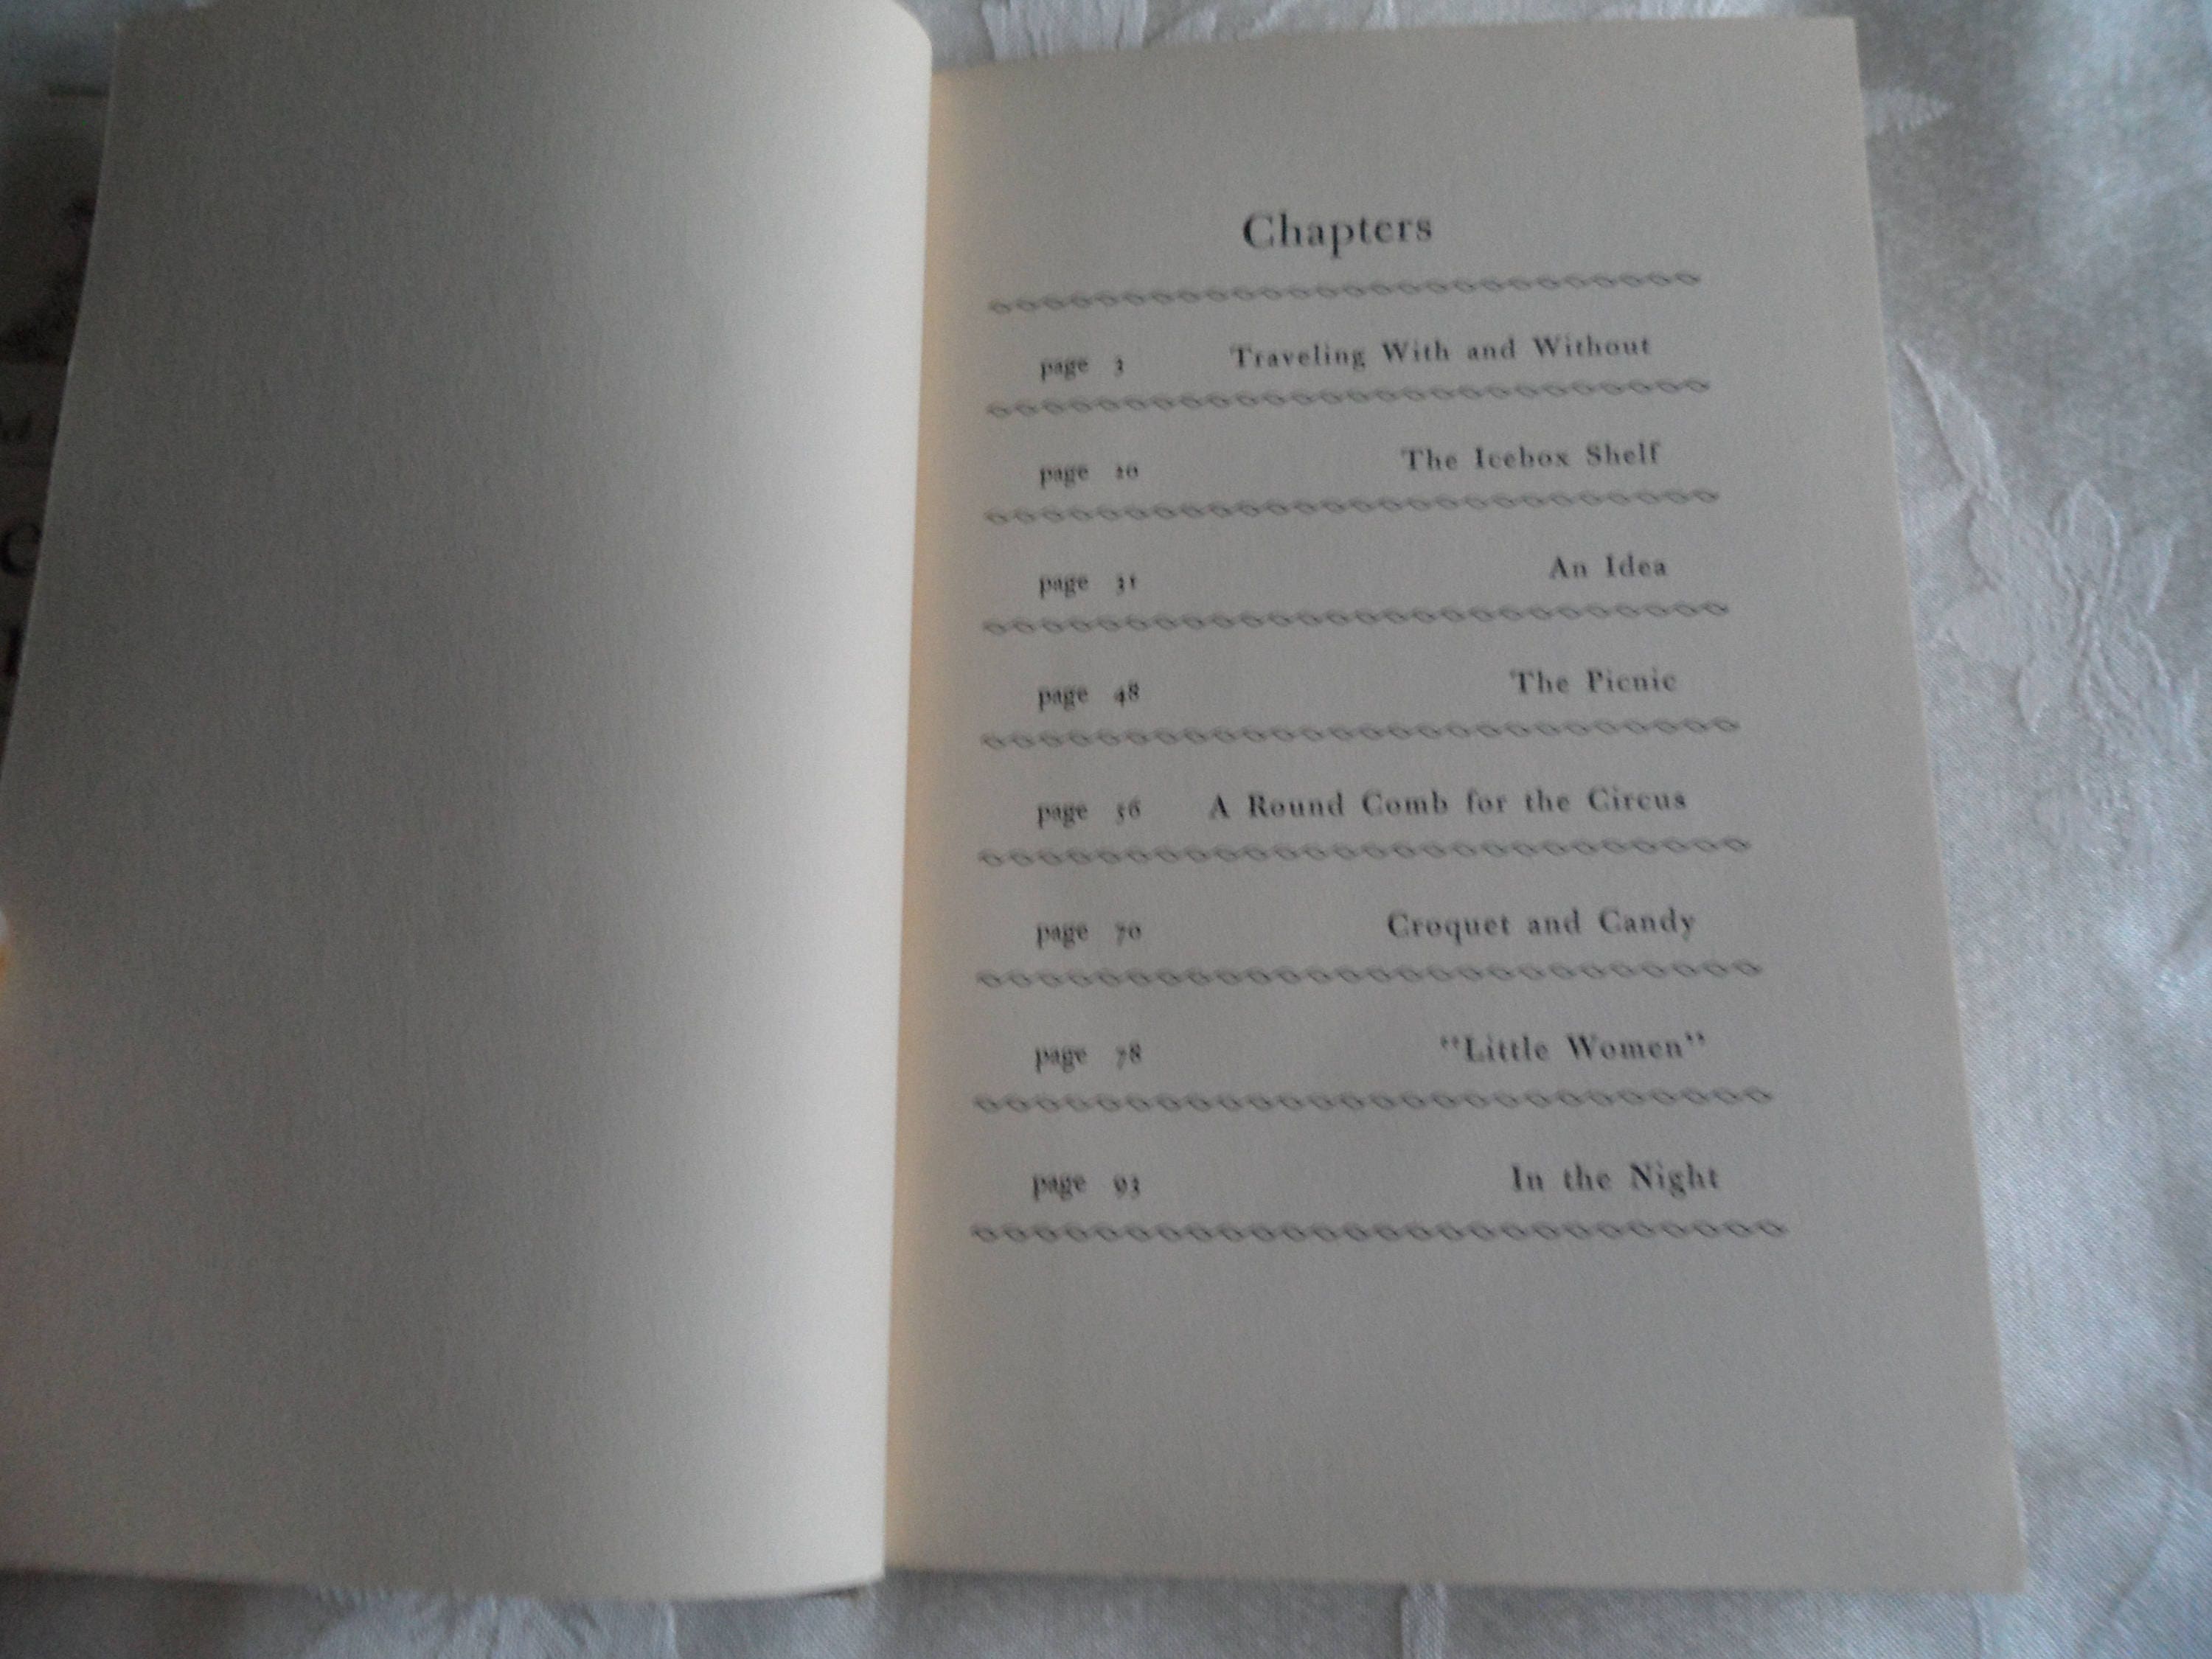 Chapters
page 3 Traveling With and Without
page The Icebox Shelf
page 31 An Idea
page 48 The Picnic
page 56 A Round Comb for the Circus
page 70 Croquet and Candy
page 78 "Little Women"
page 93 In the Night